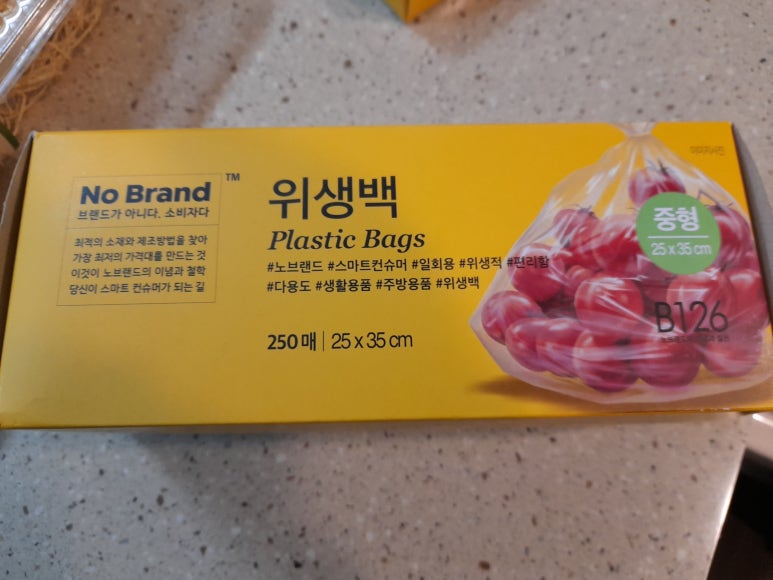 No Brand™
브랜드가 아니다. 소비자다
최적의 소재와 제조방법을 찾아
가장 최저의 가격대를 만드는 것
이것이 노브랜드의 이념과 철학
당신이 스마트 컨슈머가 되는 길
위생백
Plastic Bags
#노브랜드 #스마트컨슈머 #일회용 #위생적 #편리함
#다용도 #생활용품 #주방용품 #위생백
250매 | 25 x 35 cm
이미지사진
중형
25 x 35 cm
B126